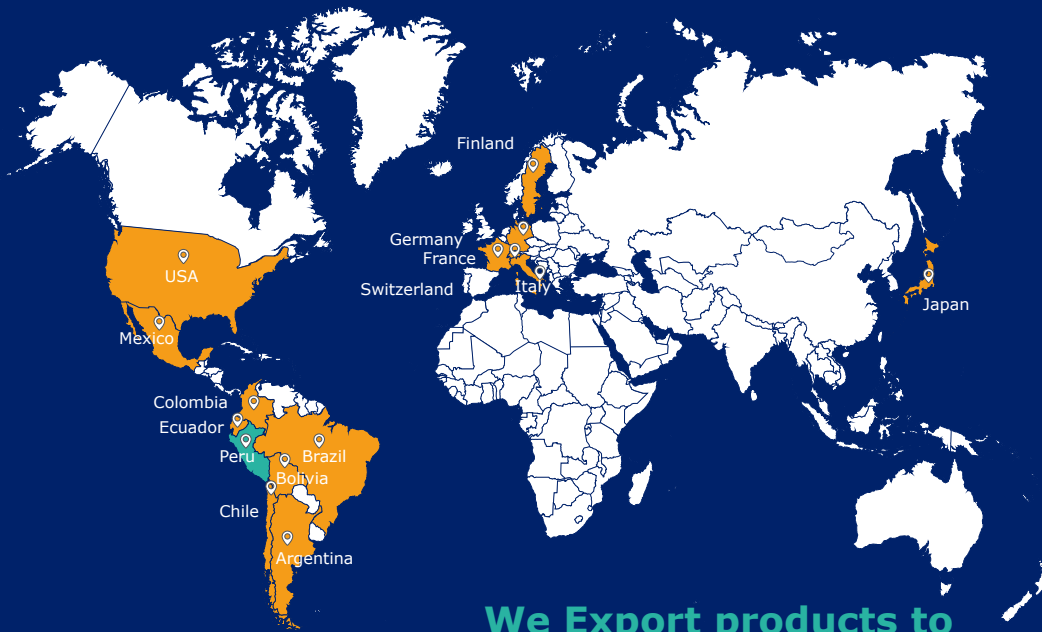 Finland
Germany
France
Switzerland
Italy
USA
Japan
Mexico
Colombia
Ecuador
Peru
Brazil
Bolivia
Chile
Argentina
We Export products to